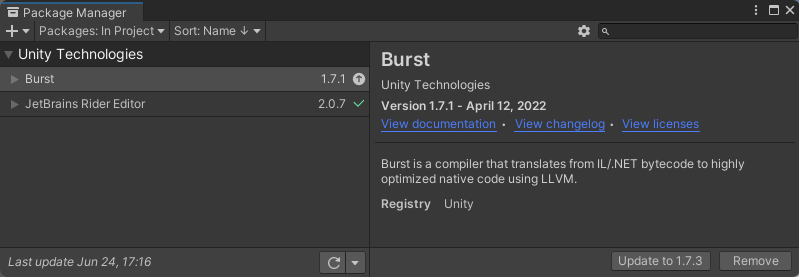 Package Manager
Packages: In Project
Sort: Name ↓
Unity Technologies
Burst 1.7.1
JetBrains Rider Editor 2.0.7
Last update Jun 24, 17:16
Burst
Unity Technologies
Version 1.7.1 - April 12, 2022
View documentation • View changelog • View licenses
Burst is a compiler that translates from IL/.NET bytecode to highly
optimized native code using LLVM.
Registry Unity
Update to 1.7.3 Remove